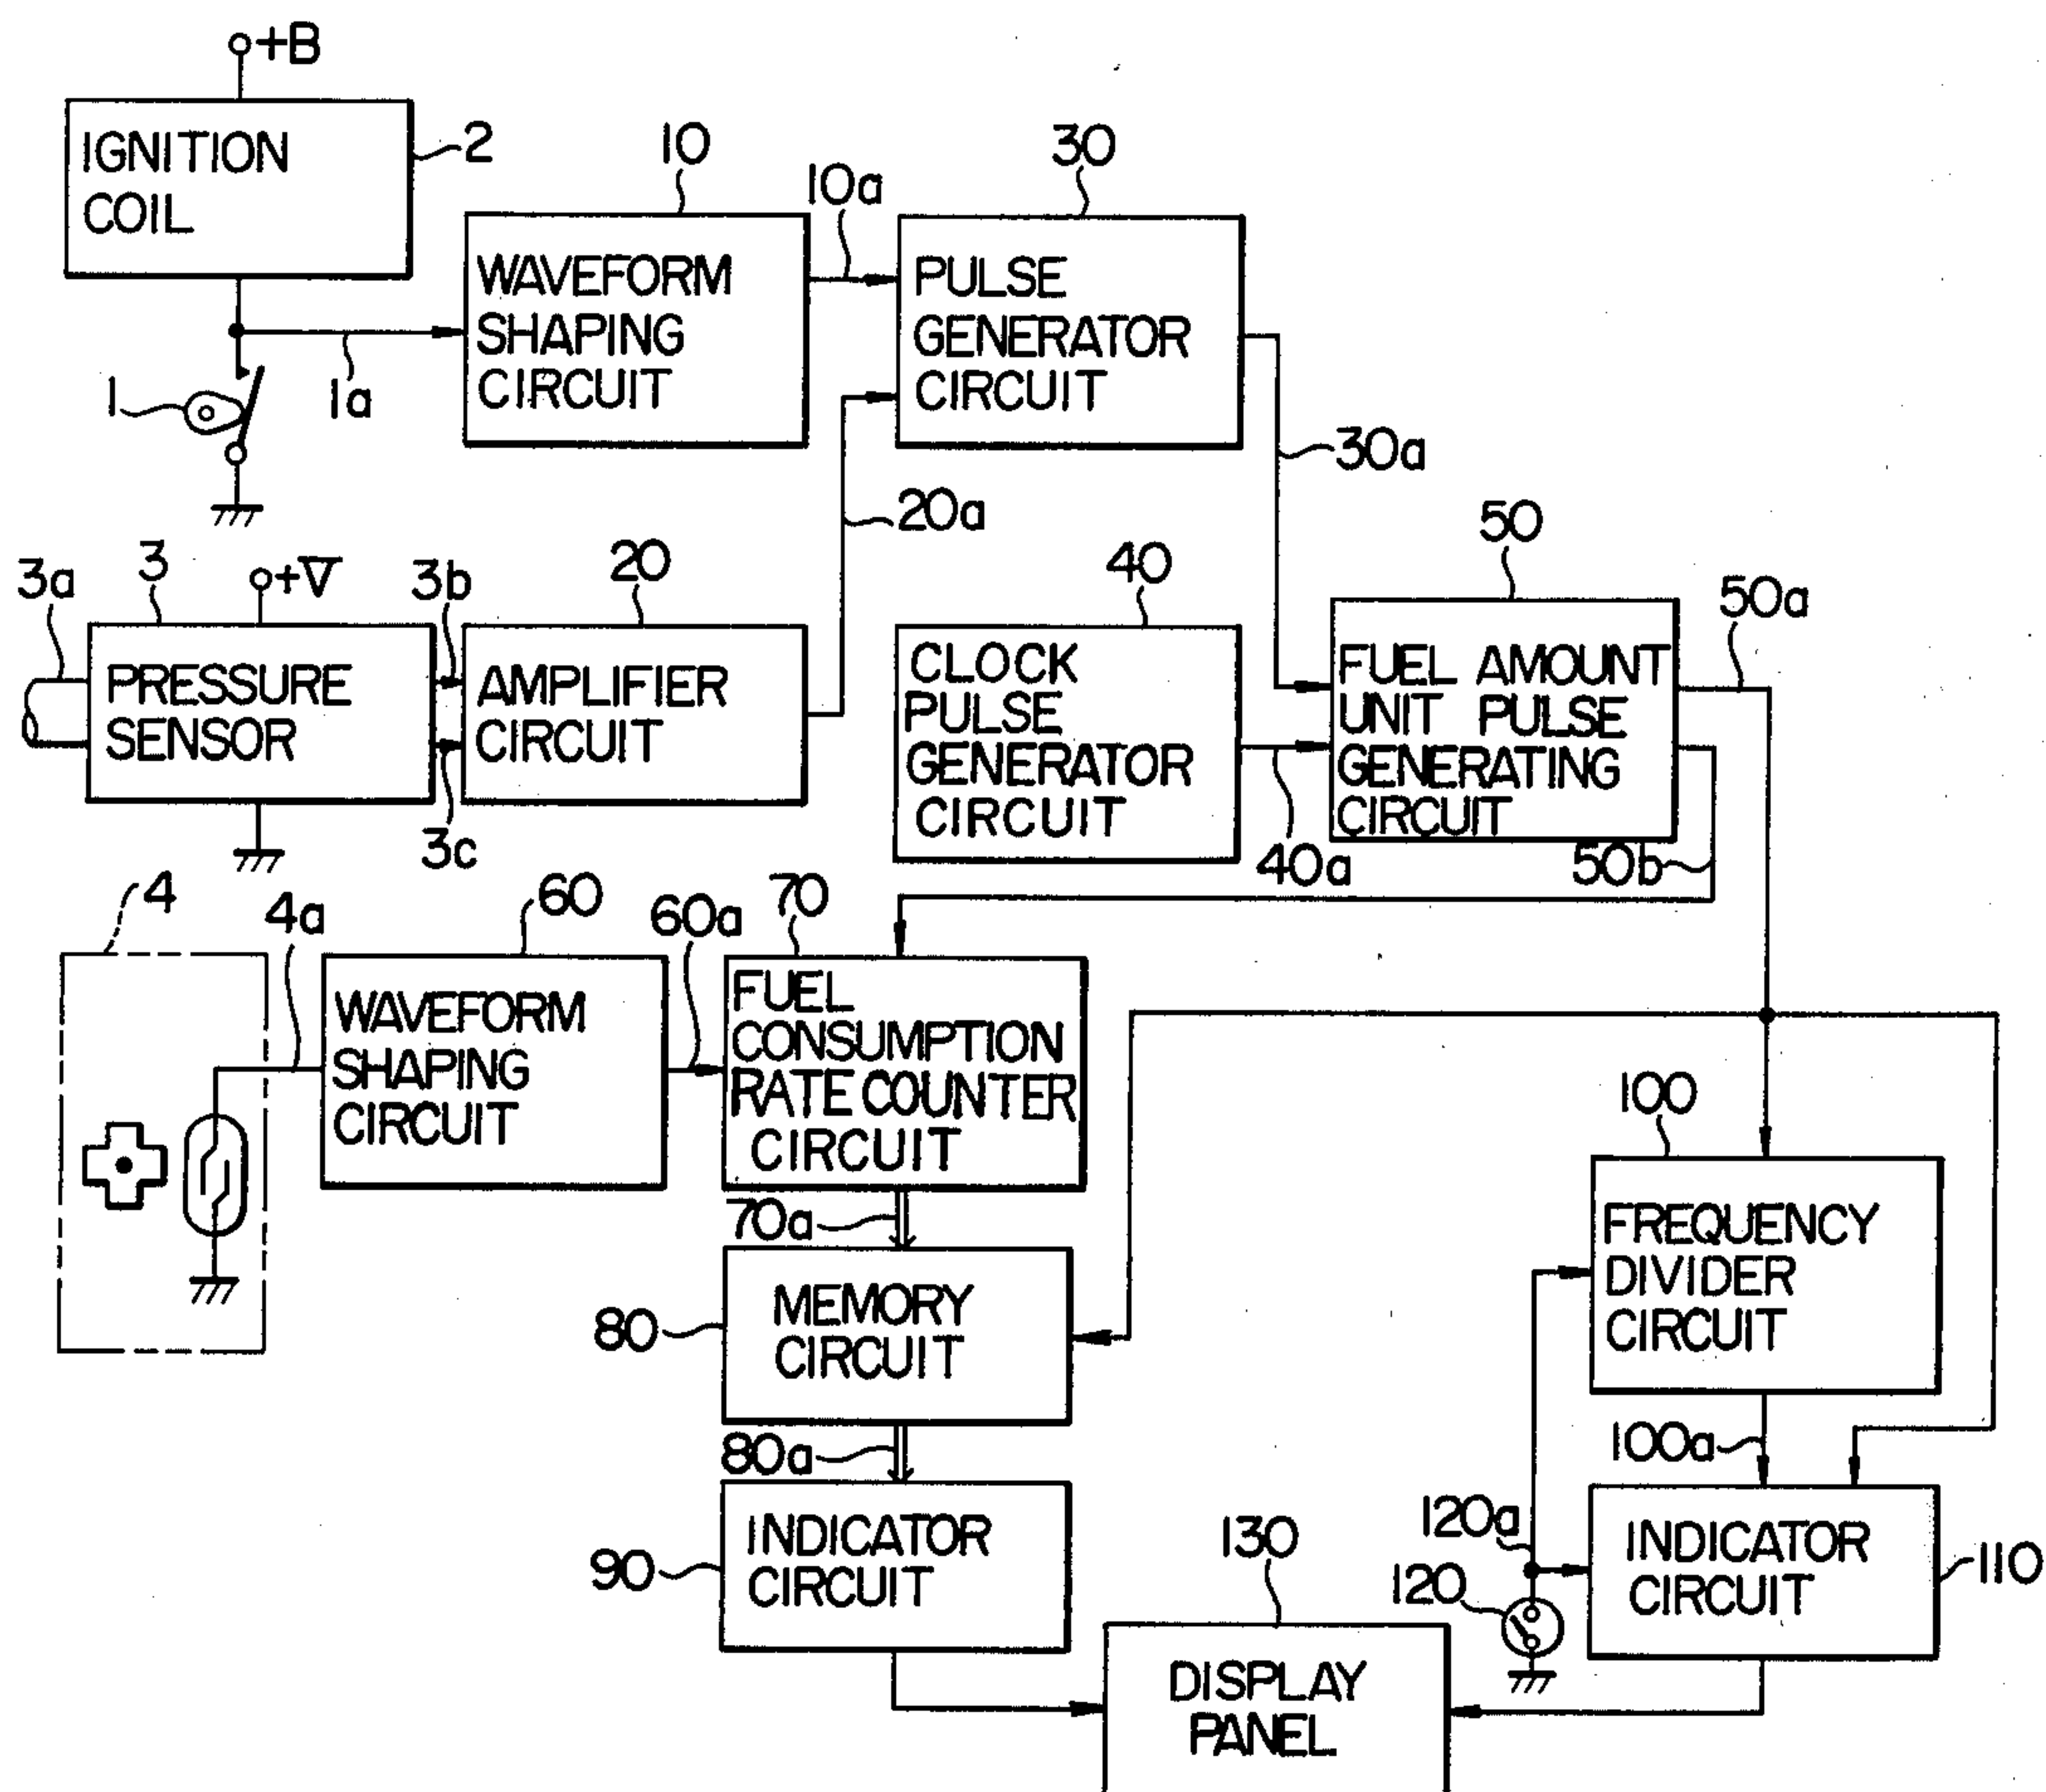 +B
IGNITION
COIL
2
10
10a
30
WAVEFORM
SHAPING
CIRCUIT
PULSE
GENERATOR
CIRCUIT
1
1a
30a
20a
3a
3
+V
3b
20
40
50
50a
PRESSURE
SENSOR
AMPLIFIER
CIRCUIT
CLOCK
PULSE
GENERATOR
CIRCUIT
FUEL AMOUNT
UNIT PULSE
GENERATING
CIRCUIT
3c
40a
50b
4
4a
60
60a
70
WAVEFORM
SHAPING
CIRCUIT
FUEL
CONSUMPTION
RATE COUNTER
CIRCUIT
100
70a
FREQUENCY
DIVIDER
CIRCUIT
80
MEMORY
CIRCUIT
80a
100a
120a
130
90
INDICATOR
CIRCUIT
120
INDICATOR
CIRCUIT
110
DISPLAY
PANEL